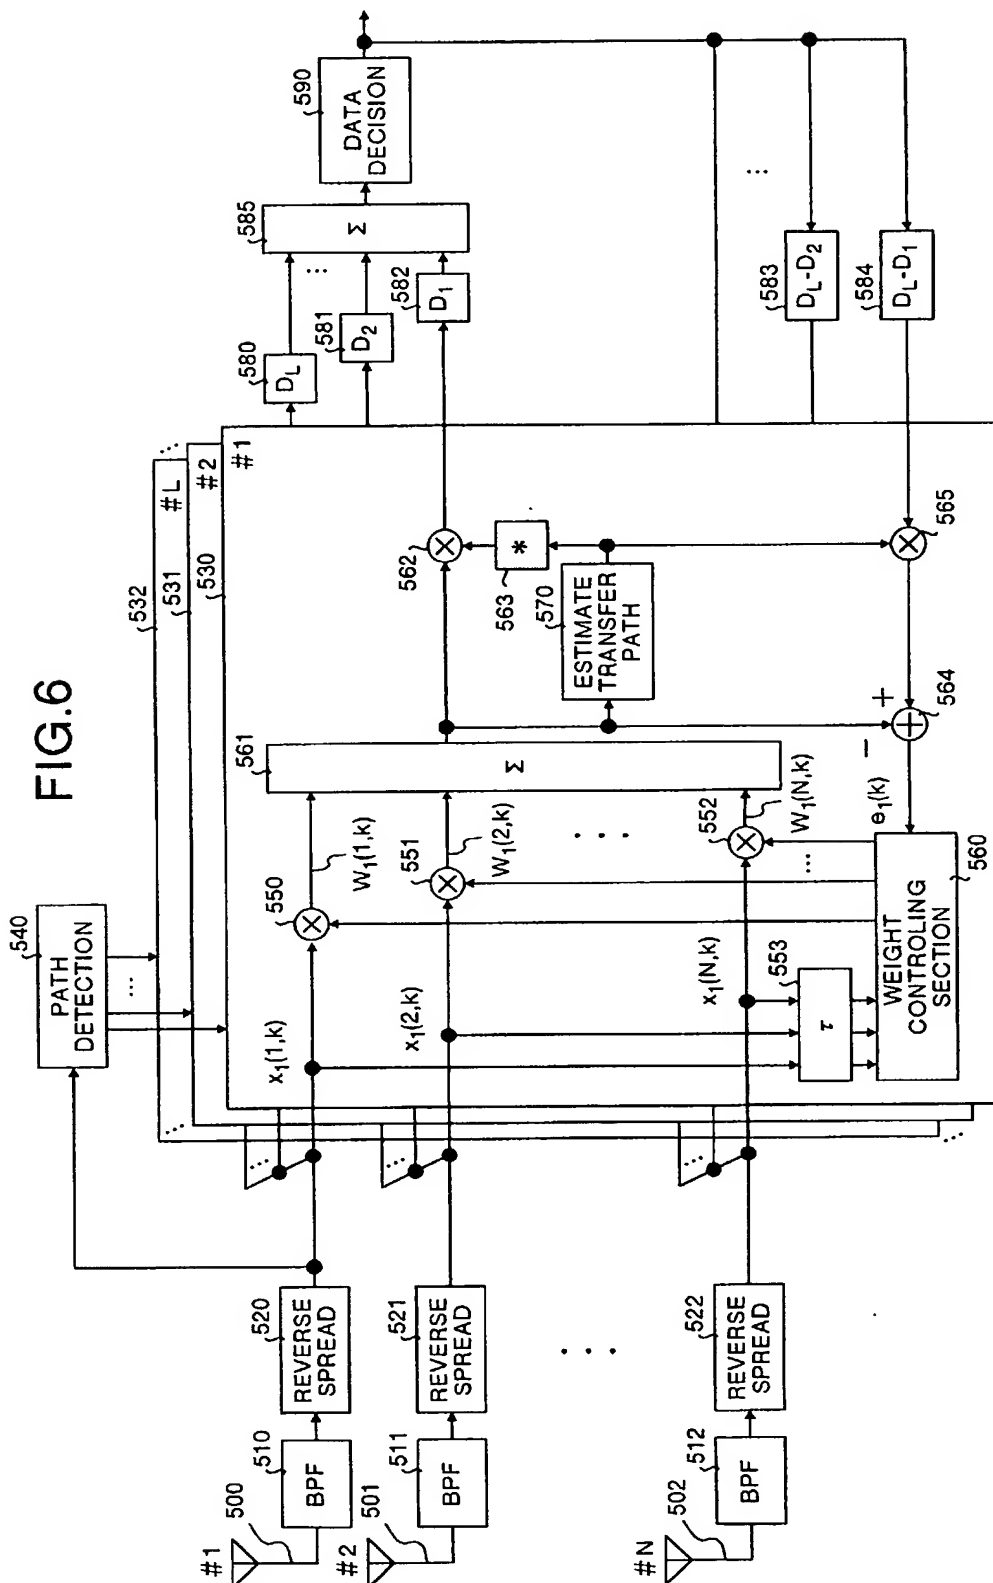 FIG.6
#1
500
510
BPF
520
REVERSE
SPREAD
#2
501
511
BPF
521
REVERSE
SPREAD
. . .
#N
502
512
BPF
522
REVERSE
SPREAD
540
PATH
DETECTION
...
532
531
530
#L
#2
#1
...
x1(1,k)
550
W1(1,k)
x1(2,k)
551
W1(2,k)
. . .
x1(N,k)
552
W1(N,k)
553
τ
...
WEIGHT
CONTROLING
SECTION
560
e1(k)
561
Σ
562
*
563
ESTIMATE
TRANSFER
PATH
570
+
−
564
565
580
DL
581
D2
582
D1
...
585
Σ
590
DATA
DECISION
...
583
DL-D2
584
DL-D1